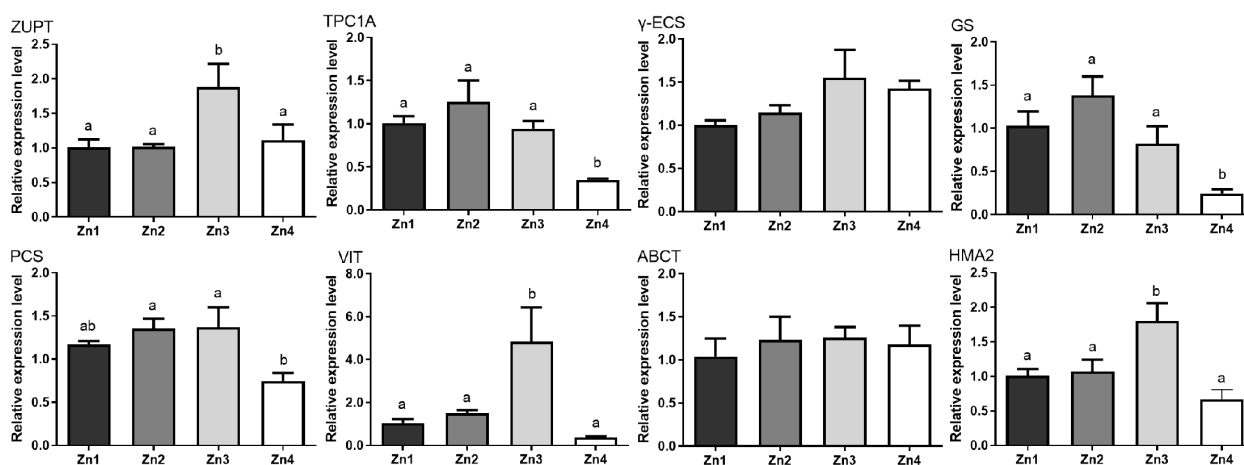 ZUPT
Relative expression level
2.5
2.0
1.5
1.0
0.5
0.0
a
a
b
a
Zn1
Zn2
Zn3
Zn4
TPC1A
Relative expression level
2.0
1.5
1.0
0.5
0.0
a
a
a
b
Zn1
Zn2
Zn3
Zn4
γ-ECS
Relative expression level
2.0
1.5
1.0
0.5
0.0
Zn1
Zn2
Zn3
Zn4
GS
Relative expression level
2.0
1.5
1.0
0.5
0.0
a
a
a
b
Zn1
Zn2
Zn3
Zn4
PCS
Relative expression level
2.0
1.5
1.0
0.5
0.0
ab
a
a
b
Zn1
Zn2
Zn3
Zn4
VIT
Relative expression level
8.0
6.0
4.0
2.0
0.0
a
a
b
a
Zn1
Zn2
Zn3
Zn4
ABCT
Relative expression level
2.0
1.5
1.0
0.5
0.0
Zn1
Zn2
Zn3
Zn4
HMA2
Relative expression level
2.5
2.0
1.5
1.0
0.5
0.0
a
a
b
a
Zn1
Zn2
Zn3
Zn4